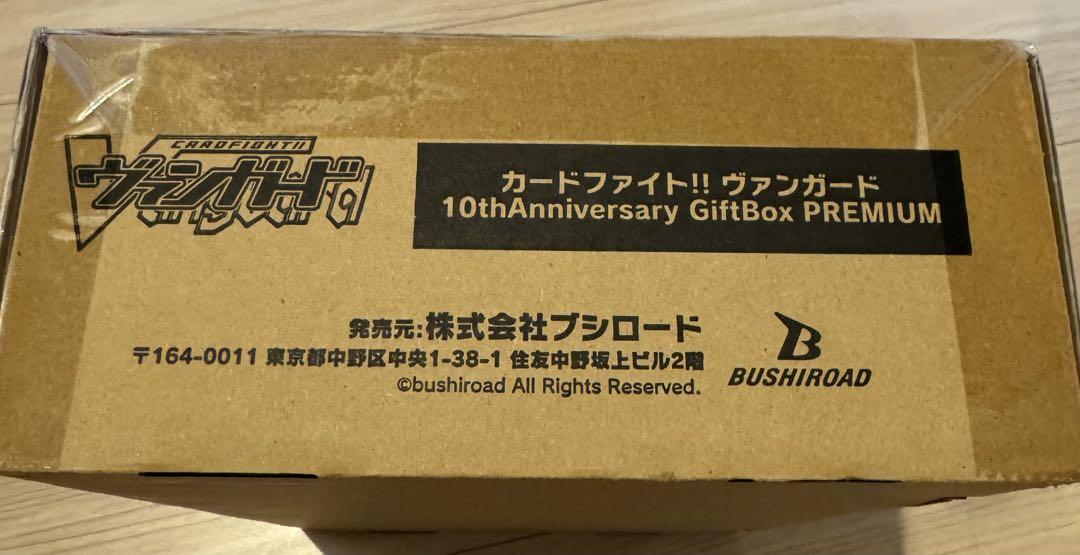 CARDFIGHT!!
ヴァンガード
Vanguard
カードファイト!! ヴァンガード
10thAnniversary GiftBox PREMIUM
発売元:株式会社ブシロード
〒164-0011 東京都中野区中央1-38-1 住友中野坂上ビル2階
©bushiroad All Rights Reserved.
B
BUSHIROAD